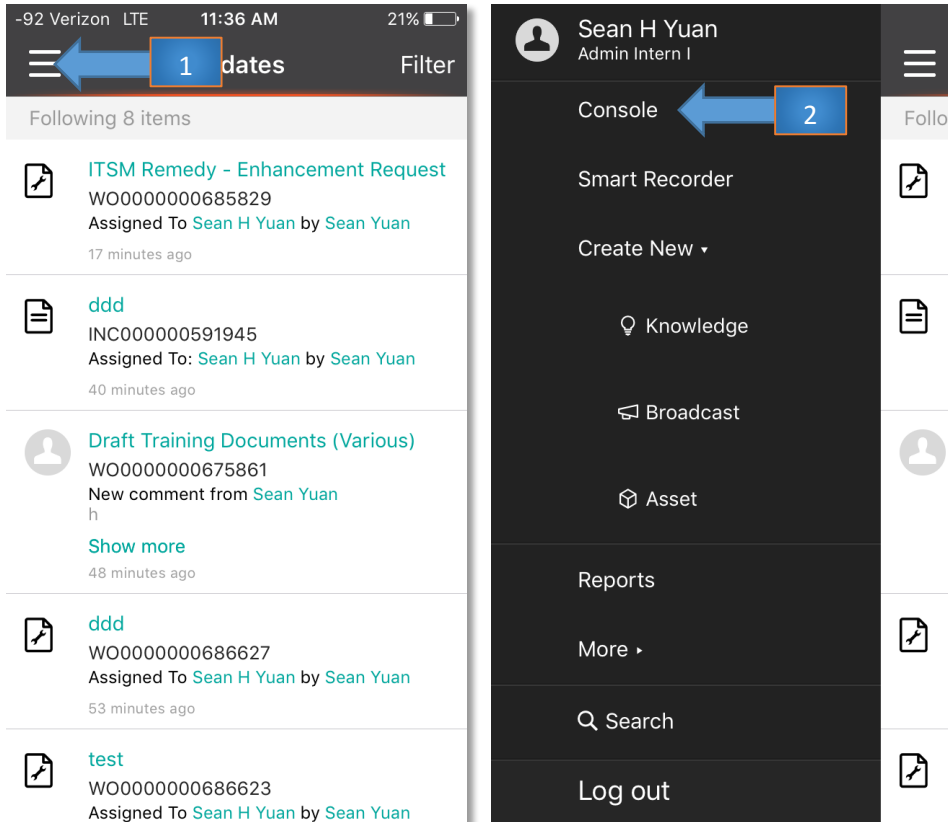 -92 Verizon LTE 11:36 AM 21%
1 dates Filter
Following 8 items
ITSM Remedy - Enhancement Request
WO0000000685829
Assigned To Sean H Yuan by Sean Yuan
17 minutes ago
ddd
INC000000591945
Assigned To: Sean H Yuan by Sean Yuan
40 minutes ago
Draft Training Documents (Various)
WO0000000675861
New comment from Sean Yuan
h
Show more
48 minutes ago
ddd
WO0000000686627
Assigned To Sean H Yuan by Sean Yuan
53 minutes ago
test
WO0000000686623
Assigned To Sean H Yuan by Sean Yuan
Sean H Yuan
Admin Intern I
Console 2
Smart Recorder
Create New
Knowledge
Broadcast
Asset
Reports
More
Search
Log out
Follo